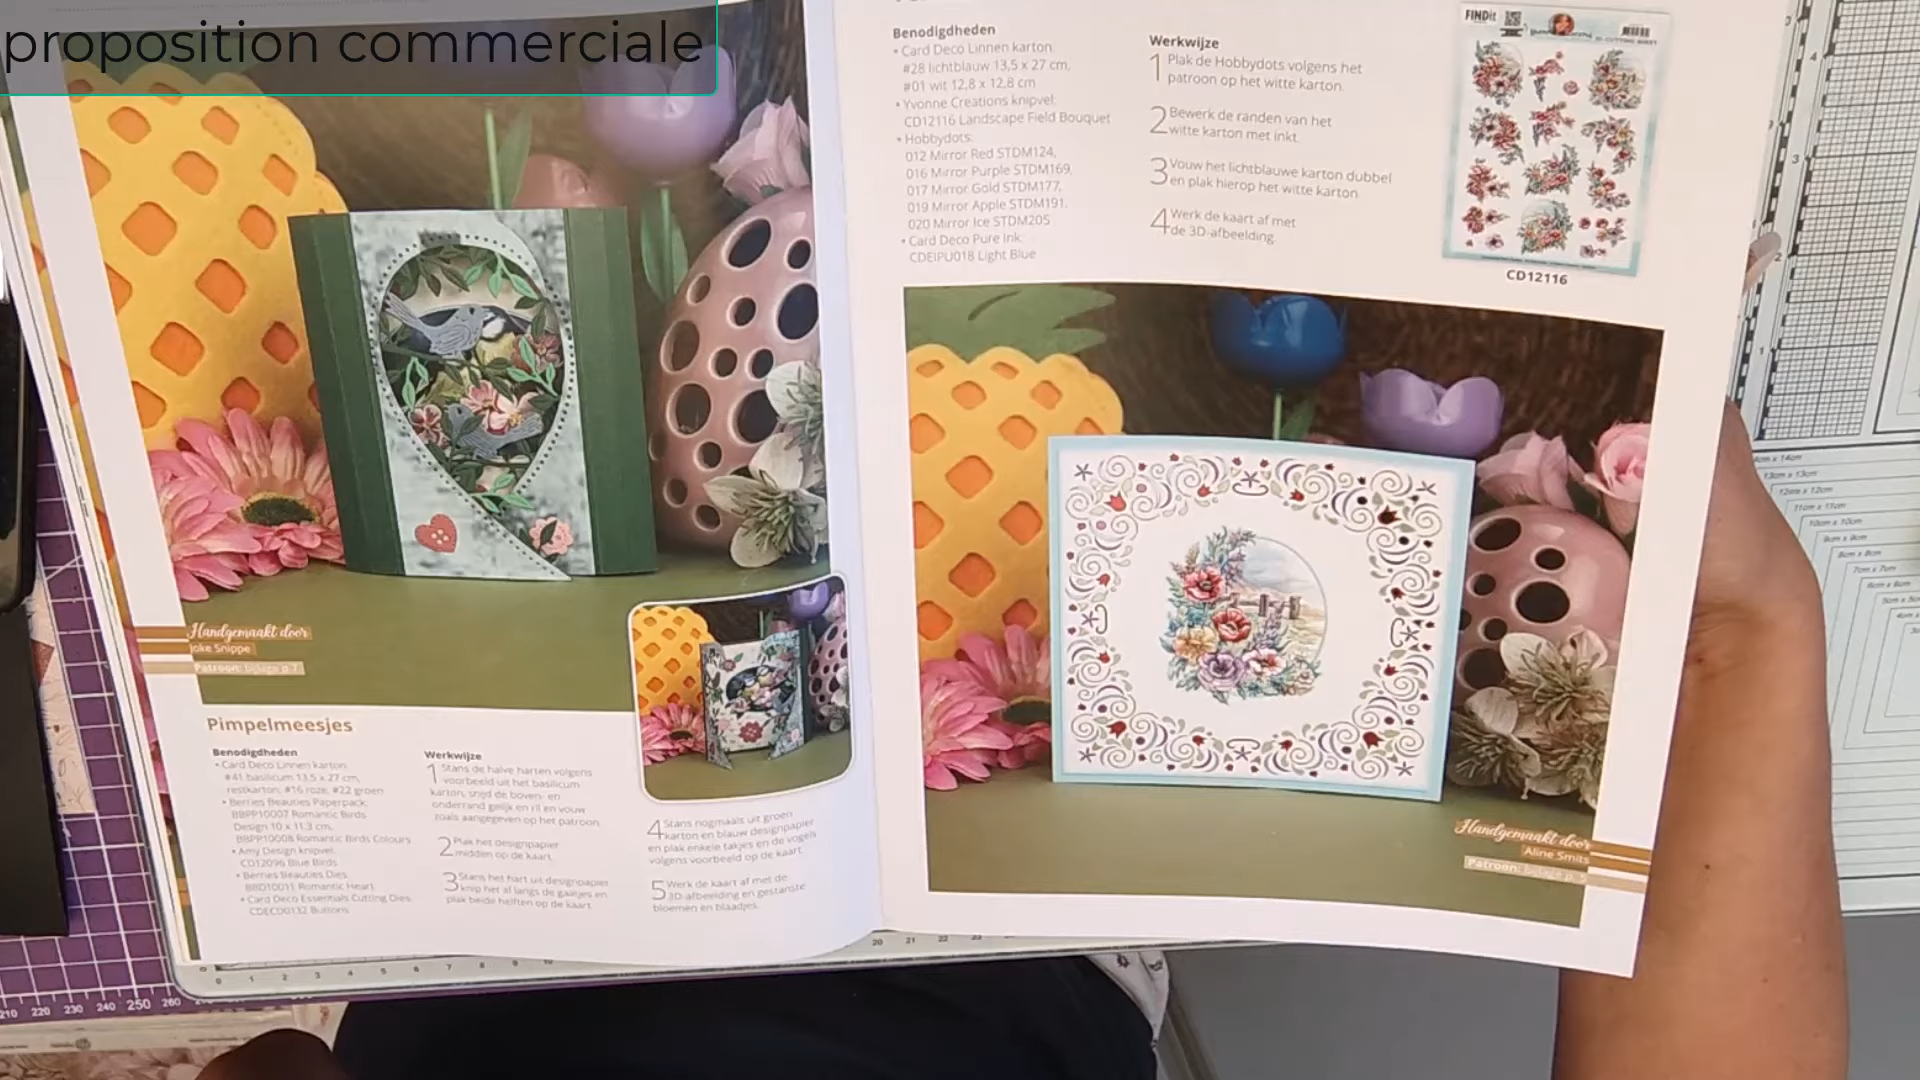 proposition commerciale
Handgemaakt door
Joke Snippe
Patroon: bijlage p.7
Pimpelmeesjes
Benodigdheden
• Card Deco Linnen karton:
#41 basilicum 13,5 x 27 cm,
restkarton: #16 roze, #22 groen
• Berries Beauties Paperpack:
BBPP10007 Romantic Birds
Design 10 x 11,3 cm,
BBPP10008 Romantic Birds Colours
• Amy Design knipvel:
CD12096 Blue Birds
• Berries Beauties Dies:
BBD10011 Romantic Heart
• Card Deco Essentials Cutting Dies:
CDECD0132 Buttons
Werkwijze
1 Stans de halve harten volgens
voorbeeld uit het basilicum
karton, snijd de boven- en
onderrand gelijk en ril en vouw
zoals aangegeven op het patroon.
2 Plak het designpapier
midden op de kaart.
3 Stans het hart uit designpapier
knip het af langs de gaatjes en
plak beide helften op de kaart.
4 Stans nogmaals uit groen
karton en blauw designpapier
en plak enkele takjes en de vogels
volgens voorbeeld op de kaart.
5 Werk de kaart af met de
3D-afbeelding en gestanste
bloemen en blaadjes.
Benodigdheden
• Card Deco Linnen karton:
#28 lichtblauw 13,5 x 27 cm,
#01 wit 12,8 x 12,8 cm
• Yvonne Creations knipvel:
CD12116 Landscape Field Bouquet
• Hobbydots:
012 Mirror Red STDM124,
016 Mirror Purple STDM169,
017 Mirror Gold STDM177,
019 Mirror Apple STDM191,
020 Mirror Ice STDM205
• Card Deco Pure Ink:
CDEIPU018 Light Blue
Werkwijze
1 Plak de Hobbydots volgens het
patroon op het witte karton.
2 Bewerk de randen van het
witte karton met inkt.
3 Vouw het lichtblauwe karton dubbel
en plak hierop het witte karton.
4 Werk de kaart af met
de 3D-afbeelding.
FINDit
CD12116
Handgemaakt door
Aline Smits
Patroon: bijlage p.